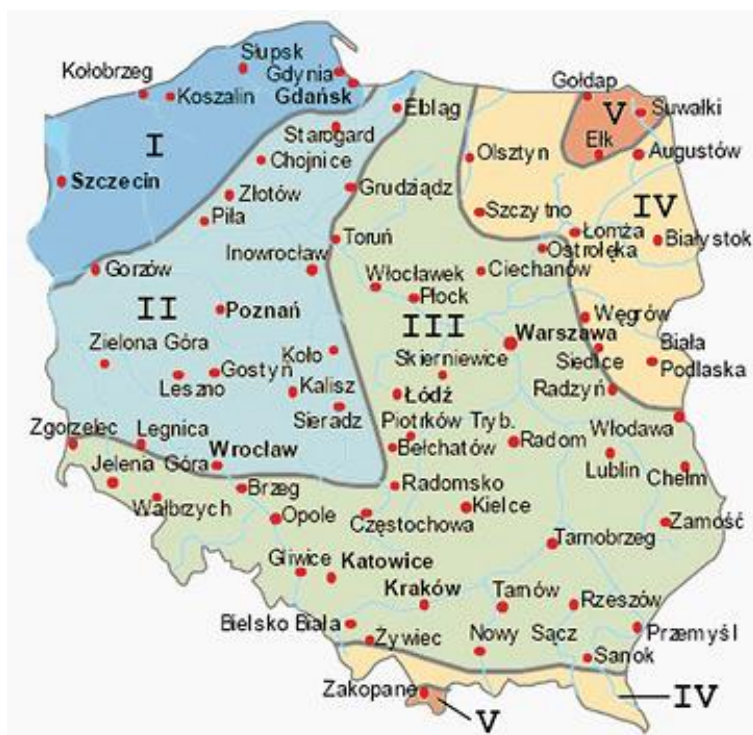 Słupsk
Kołobrzeg
Gdynia
Koszalin
Gdańsk
Elbląg
Gołdap
V
Suwałki
Starogard
I
Chojnice
Olsztyn
Ełk
Augustów
Szczecin
Złotów
Grudziądz
Szczytno
IV
Piła
Toruń
Łomża
Białystok
Inowrocław
Ostrołęka
Gorzów
Włocławek
Ciechanów
II
Poznań
Płock
III
Węgrów
Warszawa
Zielona Góra
Koło
Skierniewice
Siedlce
Biała
Podlaska
Gostyń
Leszno
Kalisz
Łódź
Radzyń
Sieradz
Zgorzelec
Legnica
Piotrków Tryb.
Włodawa
Wrocław
Bełchatów
Radom
Jelenia Góra
Lublin
Chełm
Brzeg
Radomsko
Wałbrzych
Opole
Częstochowa
Kielce
Zamość
Tarnobrzeg
Gliwice
Katowice
Kraków
Tarnów
Rzeszów
Bielsko Biała
Żywiec
Nowy Sącz
Przemyśl
Sanok
Zakopane
IV
V